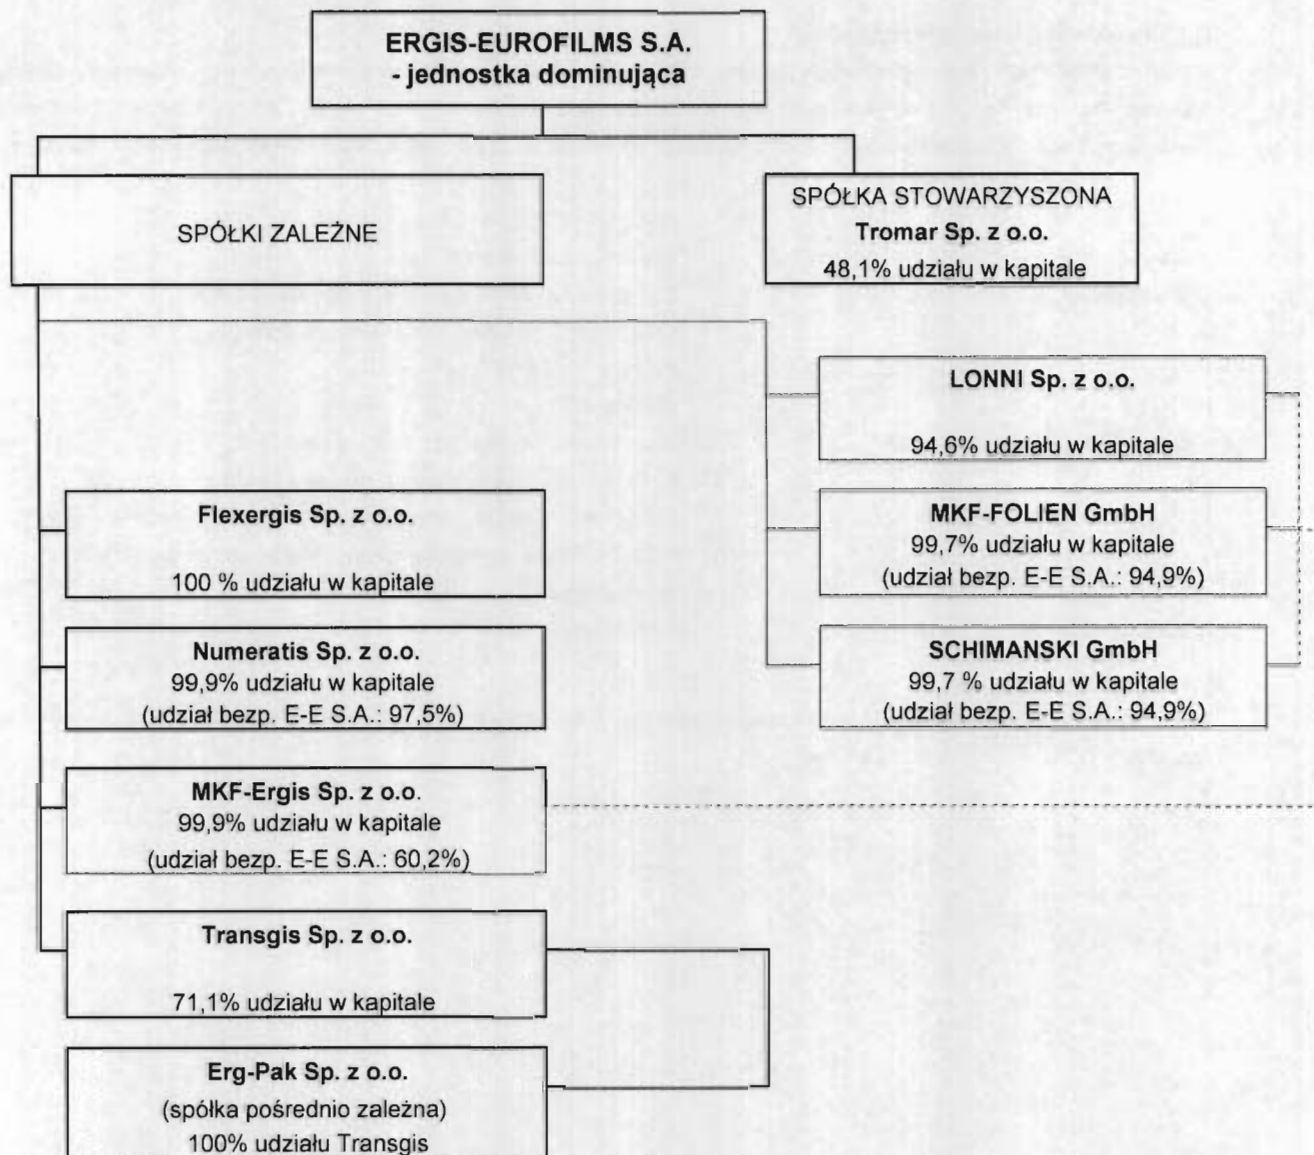 ERGIS-EUROFILMS S.A.
- jednostka dominująca
SPÓŁKI ZALEŻNE
SPÓŁKA STOWARZYSZONA
Tromar Sp. z o.o.
48,1% udziału w kapitale
LONNI Sp. z o.o.
94,6% udziału w kapitale
MKF-FOLIEN GmbH
99,7% udziału w kapitale
(udział bezp. E-E S.A.: 94,9%)
SCHIMANSKI GmbH
99,7 % udziału w kapitale
(udział bezp. E-E S.A.: 94,9%)
Flexergis Sp. z o.o.
100 % udziału w kapitale
Numeratis Sp. z o.o.
99,9% udziału w kapitale
(udział bezp. E-E S.A.: 97,5%)
MKF-Ergis Sp. z o.o.
99,9% udziału w kapitale
(udział bezp. E-E S.A.: 60,2%)
Transgis Sp. z o.o.
71,1% udziału w kapitale
Erg-Pak Sp. z o.o.
(spółka pośrednio zależna)
100% udziału Transgis